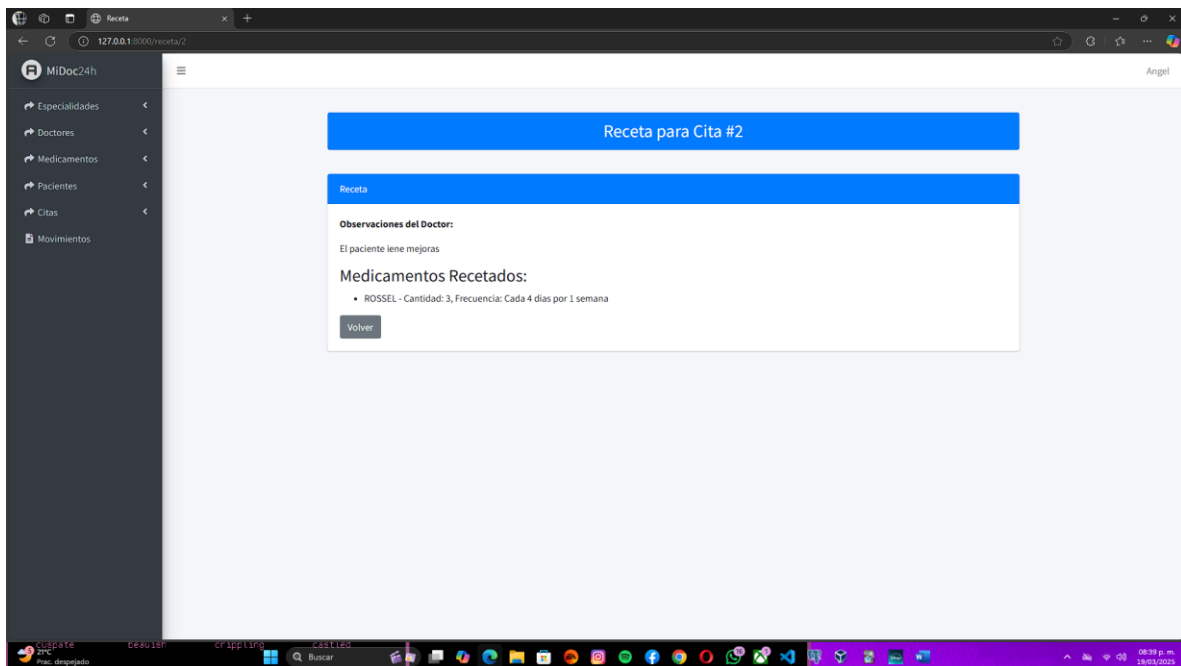 Receta
127.0.0.1:8000/receta/2
MiDoc24h
Angel
Especialidades
Doctores
Medicamentos
Pacientes
Citas
Movimientos
Receta para Cita #2
Receta
Observaciones del Doctor:
El paciente iene mejoras
Medicamentos Recetados:
• ROSSEL - Cantidad: 3, Frecuencia: Cada 4 dias por 1 semana
Volver
crippling
castled
21°C
Prac. despejado
Buscar
08:39 p. m.
19/03/2025